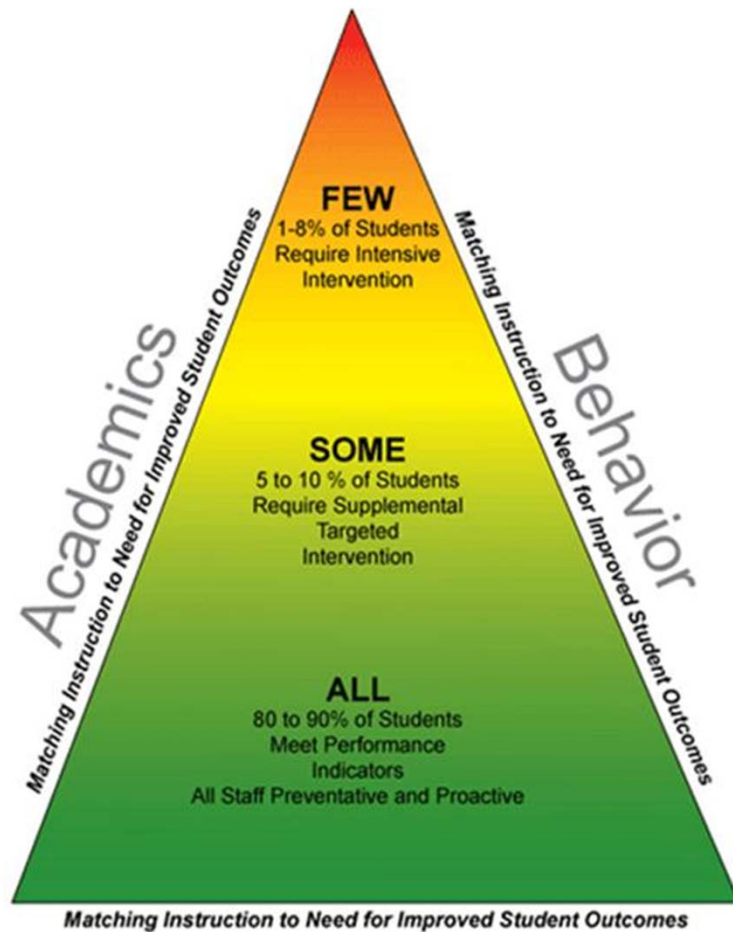 FEW
1-8% of Students
Require Intensive
Intervention
Academics
Matching Instruction to Need for Improved Student Outcomes
Matching Instruction to Need for Improved Student Outcomes
Behavior
SOME
5 to 10 % of Students
Require Supplemental
Targeted
Intervention
ALL
80 to 90% of Students
Meet Performance
Indicators
All Staff Preventative and Proactive
Matching Instruction to Need for Improved Student Outcomes